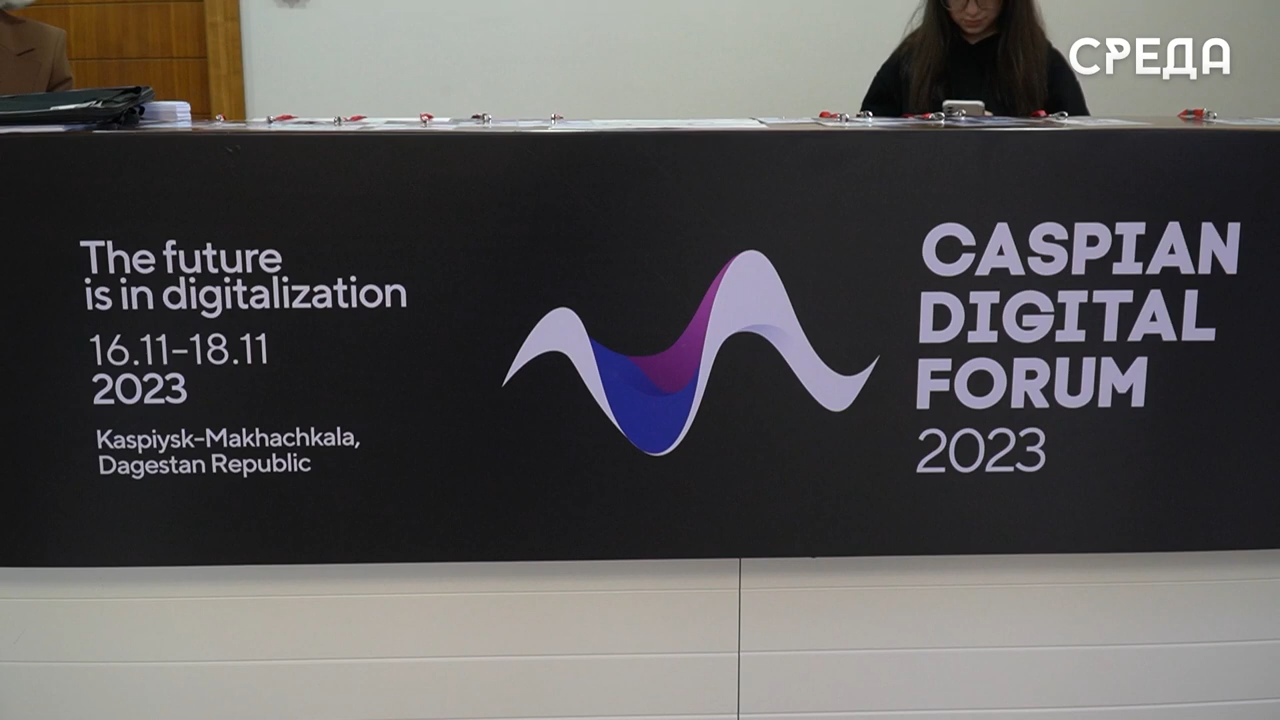 СРЕДА
The future
is in digitalization
16.11-18.11
2023
Kaspiysk-Makhachkala,
Dagestan Republic
CASPIAN
DIGITAL
FORUM
2023